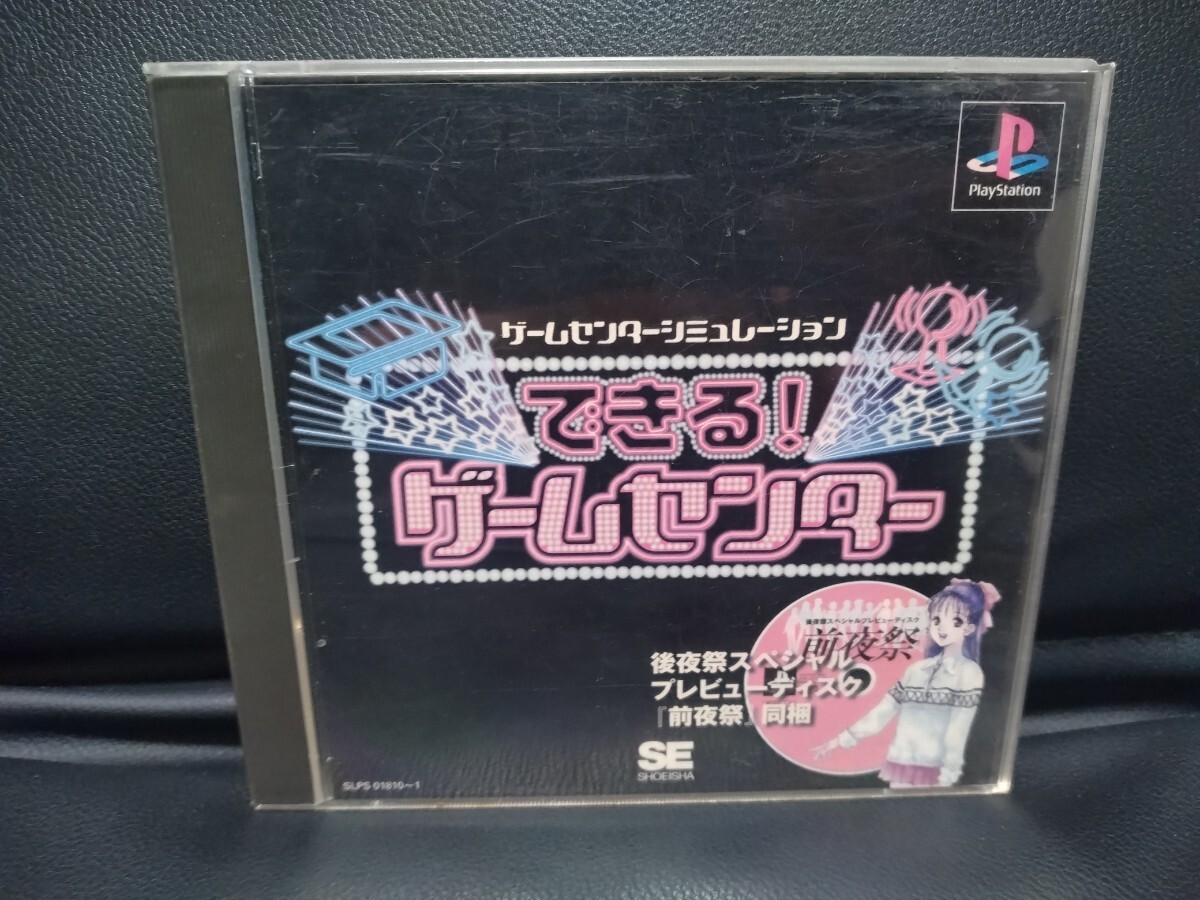 PlayStation
ゲームセンターシミュレーション
できる!
ゲームセンター
後夜祭スペシャルプレビューディスク
前夜祭
後夜祭スペシャル
プレビューディスク
『前夜祭』同梱
SE
SHOEISHA
SLPS 01810~1